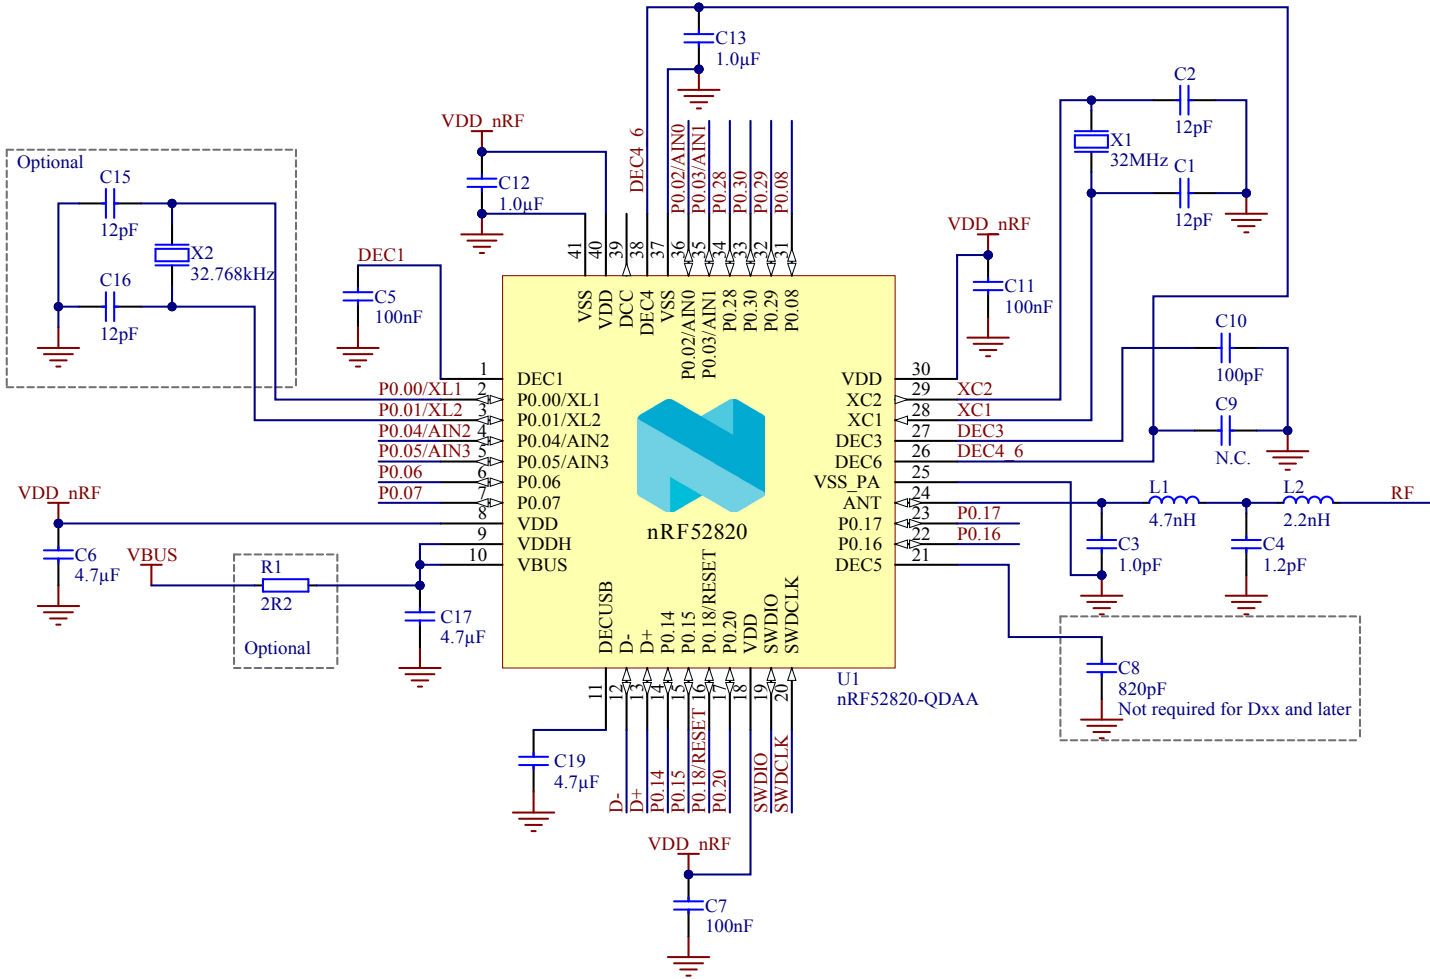 C13
1.0µF
C2
12pF
X1
32MHz
C1
12pF
VDD_nRF
C12
1.0µF
DEC4_6
P0.02/AIN0
P0.03/AIN1
P0.28
P0.30
P0.29
P0.08
Optional
C15
12pF
X2
32.768kHz
C16
12pF
DEC1
C5
100nF
VDD_nRF
C11
100nF
C10
100pF
C9
N.C.
41
40
39
38
37
36
35
34
33
32
31
VSS
VDD
DCC
DEC4
VSS
P0.02/AIN0
P0.03/AIN1
P0.28
P0.30
P0.29
P0.08
1
DEC1
P0.00/XL1
2
P0.00/XL1
P0.01/XL2
3
P0.01/XL2
P0.04/AIN2
4
P0.04/AIN2
P0.05/AIN3
5
P0.05/AIN3
P0.06
6
P0.06
P0.07
7
P0.07
8
VDD
9
VDDH
10
VBUS
VDD
30
XC2
29
XC2
XC1
28
XC1
DEC3
27
DEC3
DEC6
26
DEC4_6
VSS_PA
25
ANT
24
P0.17
23
P0.17
P0.16
22
P0.16
DEC5
21
nRF52820
VDD_nRF
C6
4.7µF
VBUS
R1
2R2
Optional
C17
4.7µF
L1
4.7nH
L2
2.2nH
RF
C3
1.0pF
C4
1.2pF
C8
820pF
Not required for Dxx and later
DECUSB
D-
D+
P0.14
P0.15
P0.18/RESET
P0.20
VDD
SWDIO
SWDCLK
11
12
13
14
15
16
17
18
19
20
U1
nRF52820-QDAA
C19
4.7µF
D-
D+
P0.14
P0.15
P0.18/RESET
P0.20
SWDIO
SWDCLK
VDD_nRF
C7
100nF